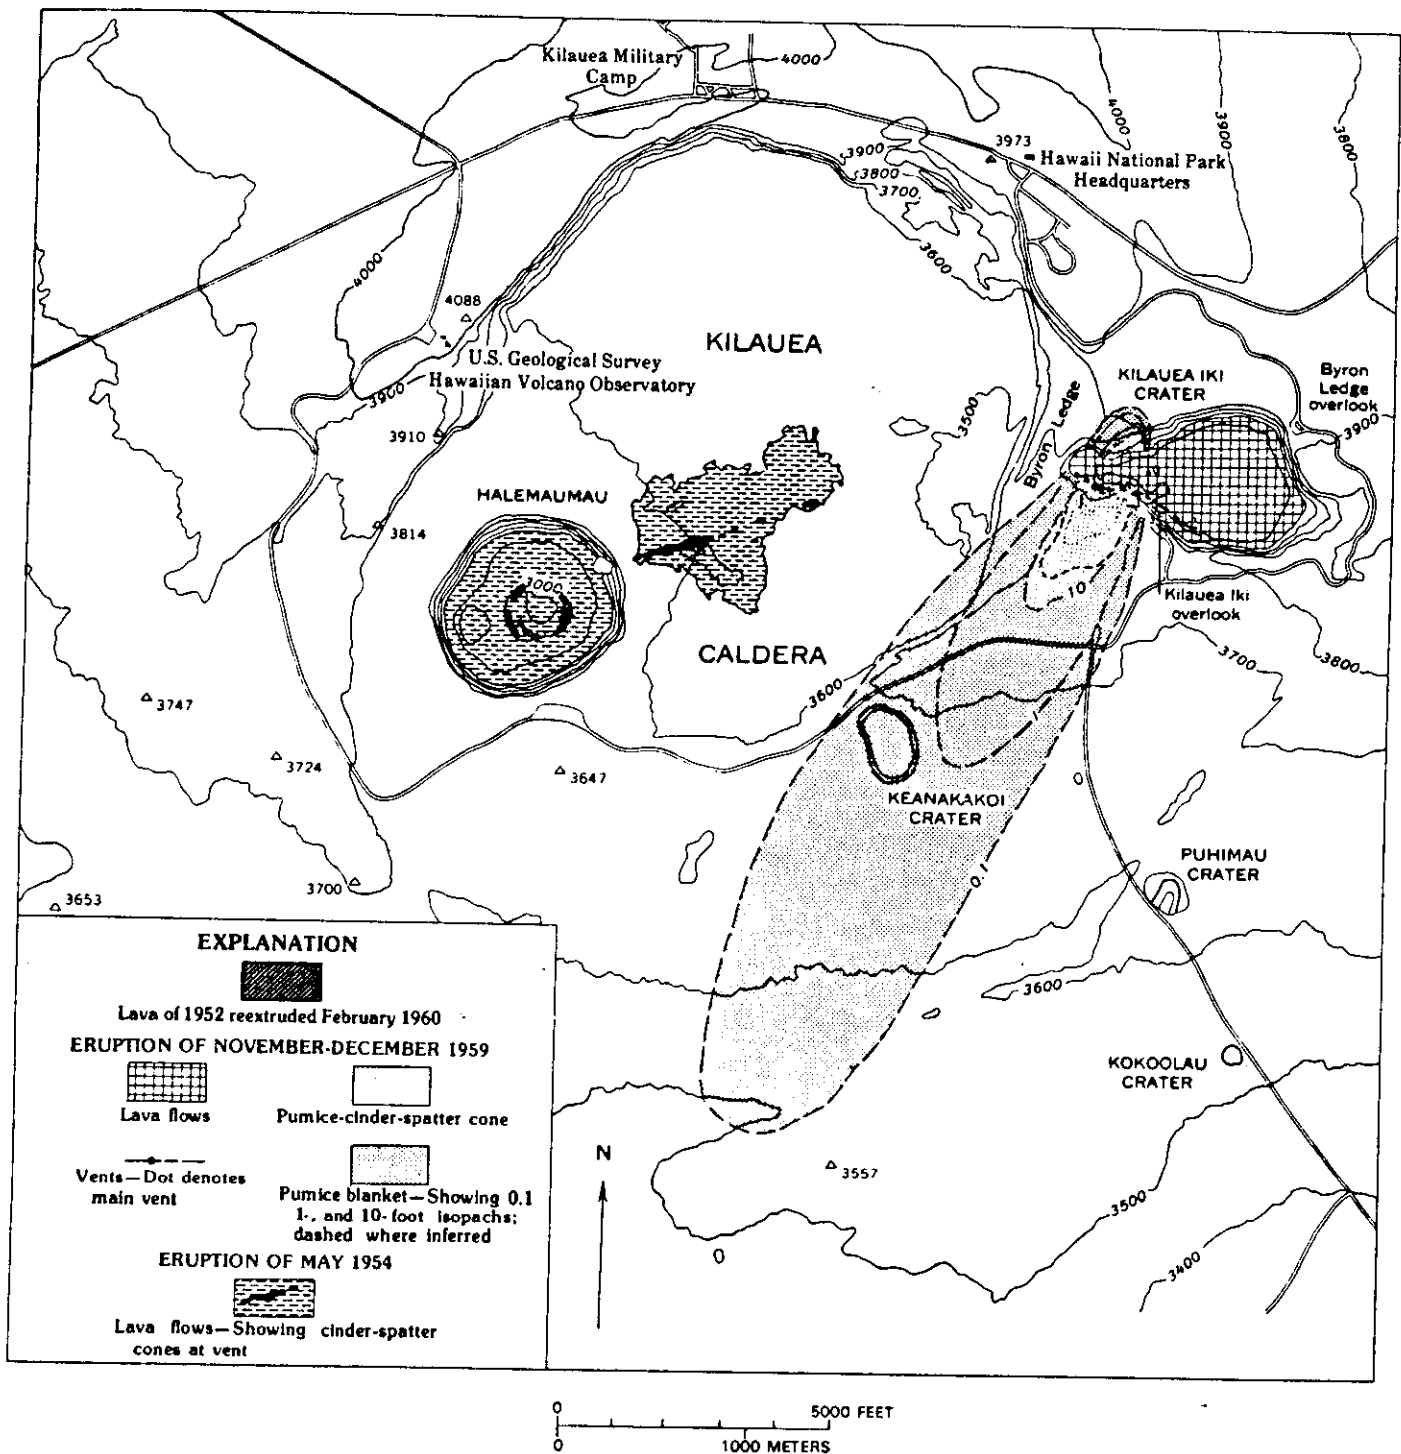 Kilauea Military
Camp
4000
4000
3900
3800
3973
Hawaii National Park
Headquarters
3900
3800
3700
3600
4000
4088
U.S. Geological Survey
Hawaiian Volcano Observatory
3900
3910
KILAUEA
KILAUEA IKI
CRATER
Byron
Ledge
overlook
3900
Byron Ledge
3500
HALEMAUMAU
3814
3000
10
Kilauea Iki
overlook
CALDERA
3600
3700
3800
1
3747
3724
3647
KEANAKAKOI
CRATER
0
PUHIMAU
CRATER
0.1
3700
3653
3600
KOKOOLAU
CRATER
N
3557
3500
3400
EXPLANATION
Lava of 1952 reextruded February 1960
ERUPTION OF NOVEMBER-DECEMBER 1959
Lava flows
Pumice-cinder-spatter cone
Vents—Dot denotes
main vent
Pumice blanket—Showing 0.1
1-, and 10-foot isopachs;
dashed where inferred
ERUPTION OF MAY 1954
Lava flows—Showing cinder-spatter
cones at vent
0
5000 FEET
0
1000 METERS